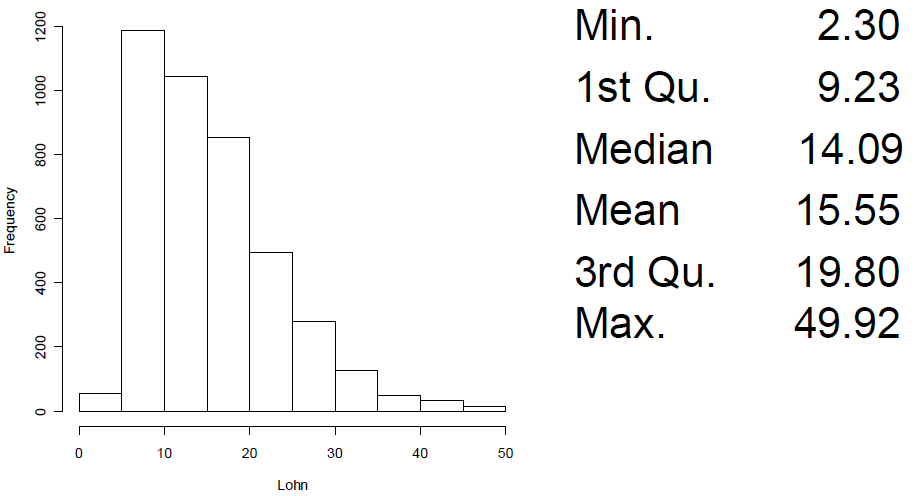 1200
1000
800
600
400
200
0
Frequency
0 10 20 30 40 50
Lohn
Min. 2.30
1st Qu. 9.23
Median 14.09
Mean 15.55
3rd Qu. 19.80
Max. 49.92